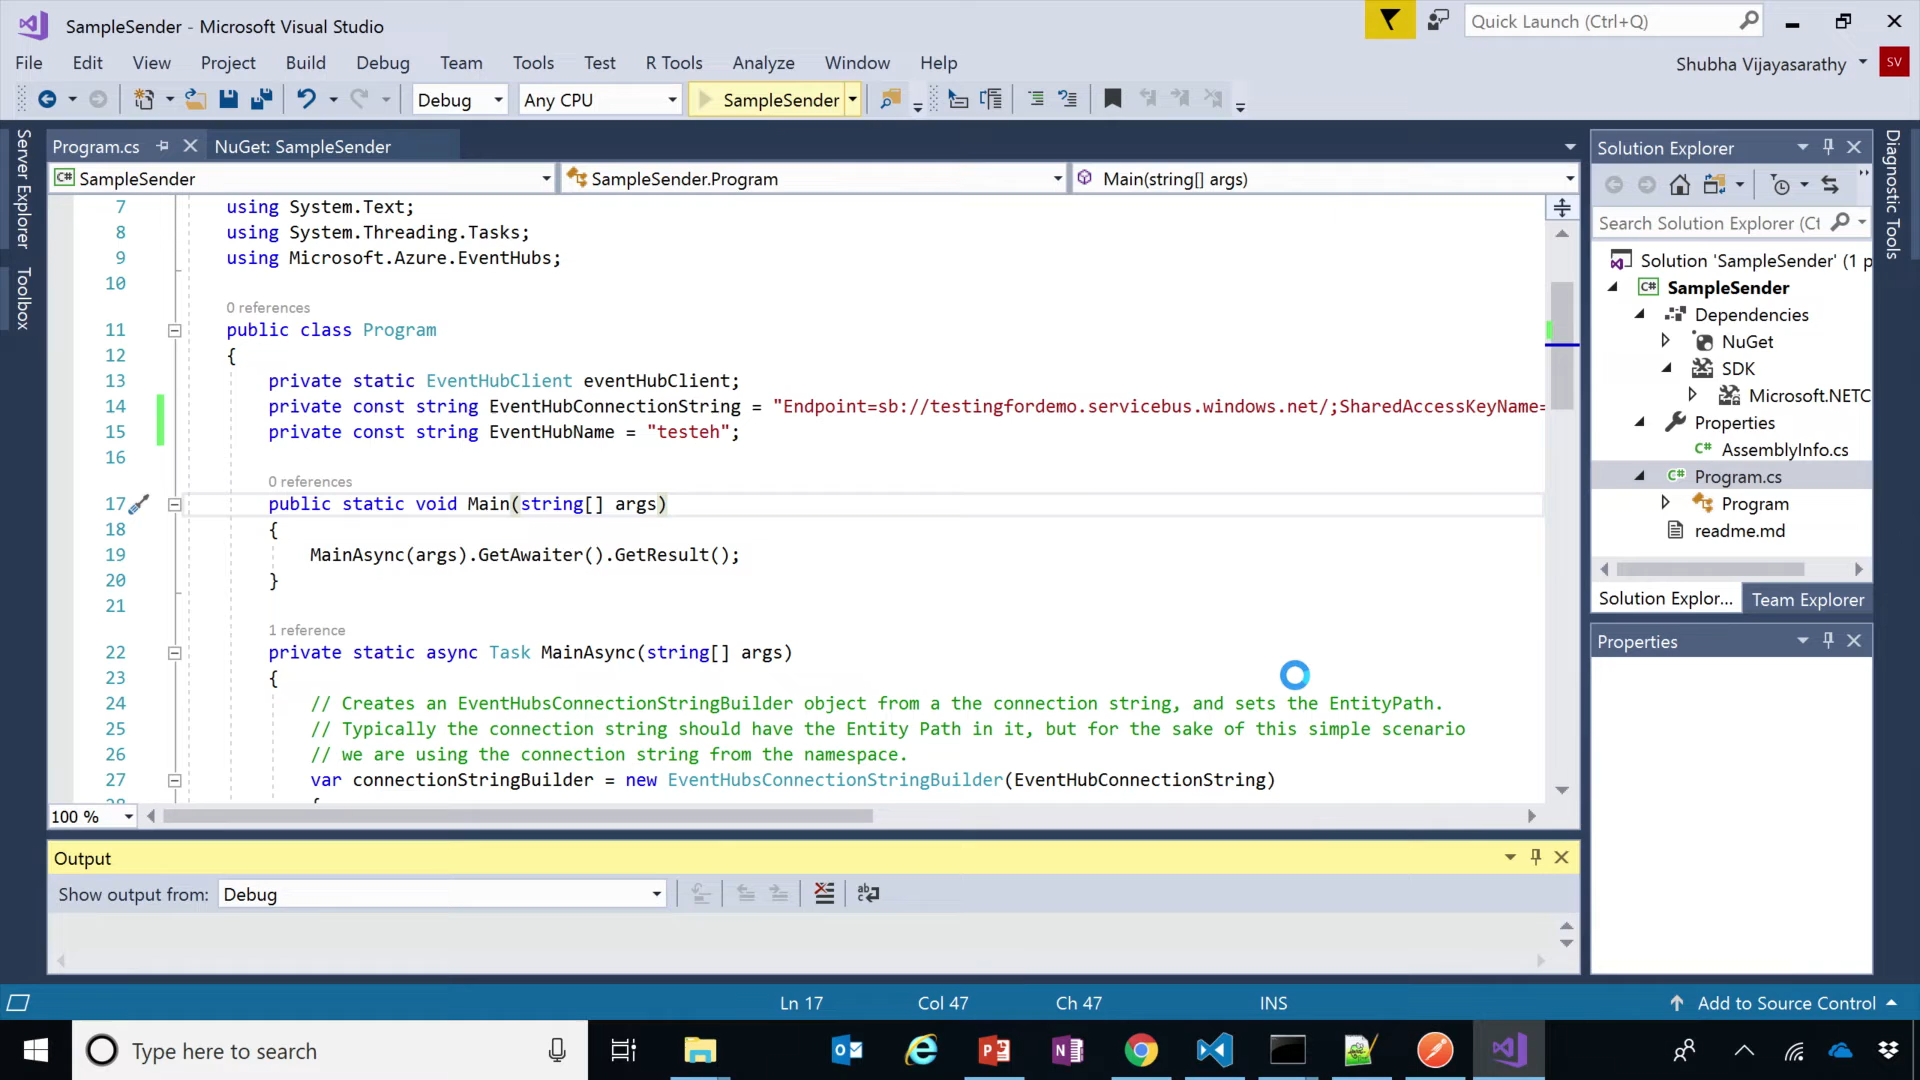 SampleSender - Microsoft Visual Studio
Quick Launch (Ctrl+Q)
File Edit View Project Build Debug Team Tools Test R Tools Analyze Window Help
Shubha Vijayasarathy SV
Debug Any CPU SampleSender
Server Explorer
Toolbox
Program.cs NuGet: SampleSender
C# SampleSender SampleSender.Program Main(string[] args)
7 using System.Text;
8 using System.Threading.Tasks;
9 using Microsoft.Azure.EventHubs;
10
0 references
11 public class Program
12 {
13 private static EventHubClient eventHubClient;
14 private const string EventHubConnectionString = "Endpoint=sb://testingfordemo.servicebus.windows.net/;SharedAccessKeyName=
15 private const string EventHubName = "testeh";
16
0 references
17 public static void Main(string[] args)
18 {
19 MainAsync(args).GetAwaiter().GetResult();
20 }
21
1 reference
22 private static async Task MainAsync(string[] args)
23 {
24 // Creates an EventHubsConnectionStringBuilder object from a the connection string, and sets the EntityPath.
25 // Typically the connection string should have the Entity Path in it, but for the sake of this simple scenario
26 // we are using the connection string from the namespace.
27 var connectionStringBuilder = new EventHubsConnectionStringBuilder(EventHubConnectionString)
100 %
Output
Show output from: Debug
Solution Explorer
Search Solution Explorer (Ct
Solution 'SampleSender' (1 p
C# SampleSender
Dependencies
NuGet
SDK
Microsoft.NETC
Properties
C# AssemblyInfo.cs
C# Program.cs
Program
readme.md
Solution Explor... Team Explorer
Properties
Diagnostic Tools
Ln 17 Col 47 Ch 47 INS Add to Source Control
Type here to search